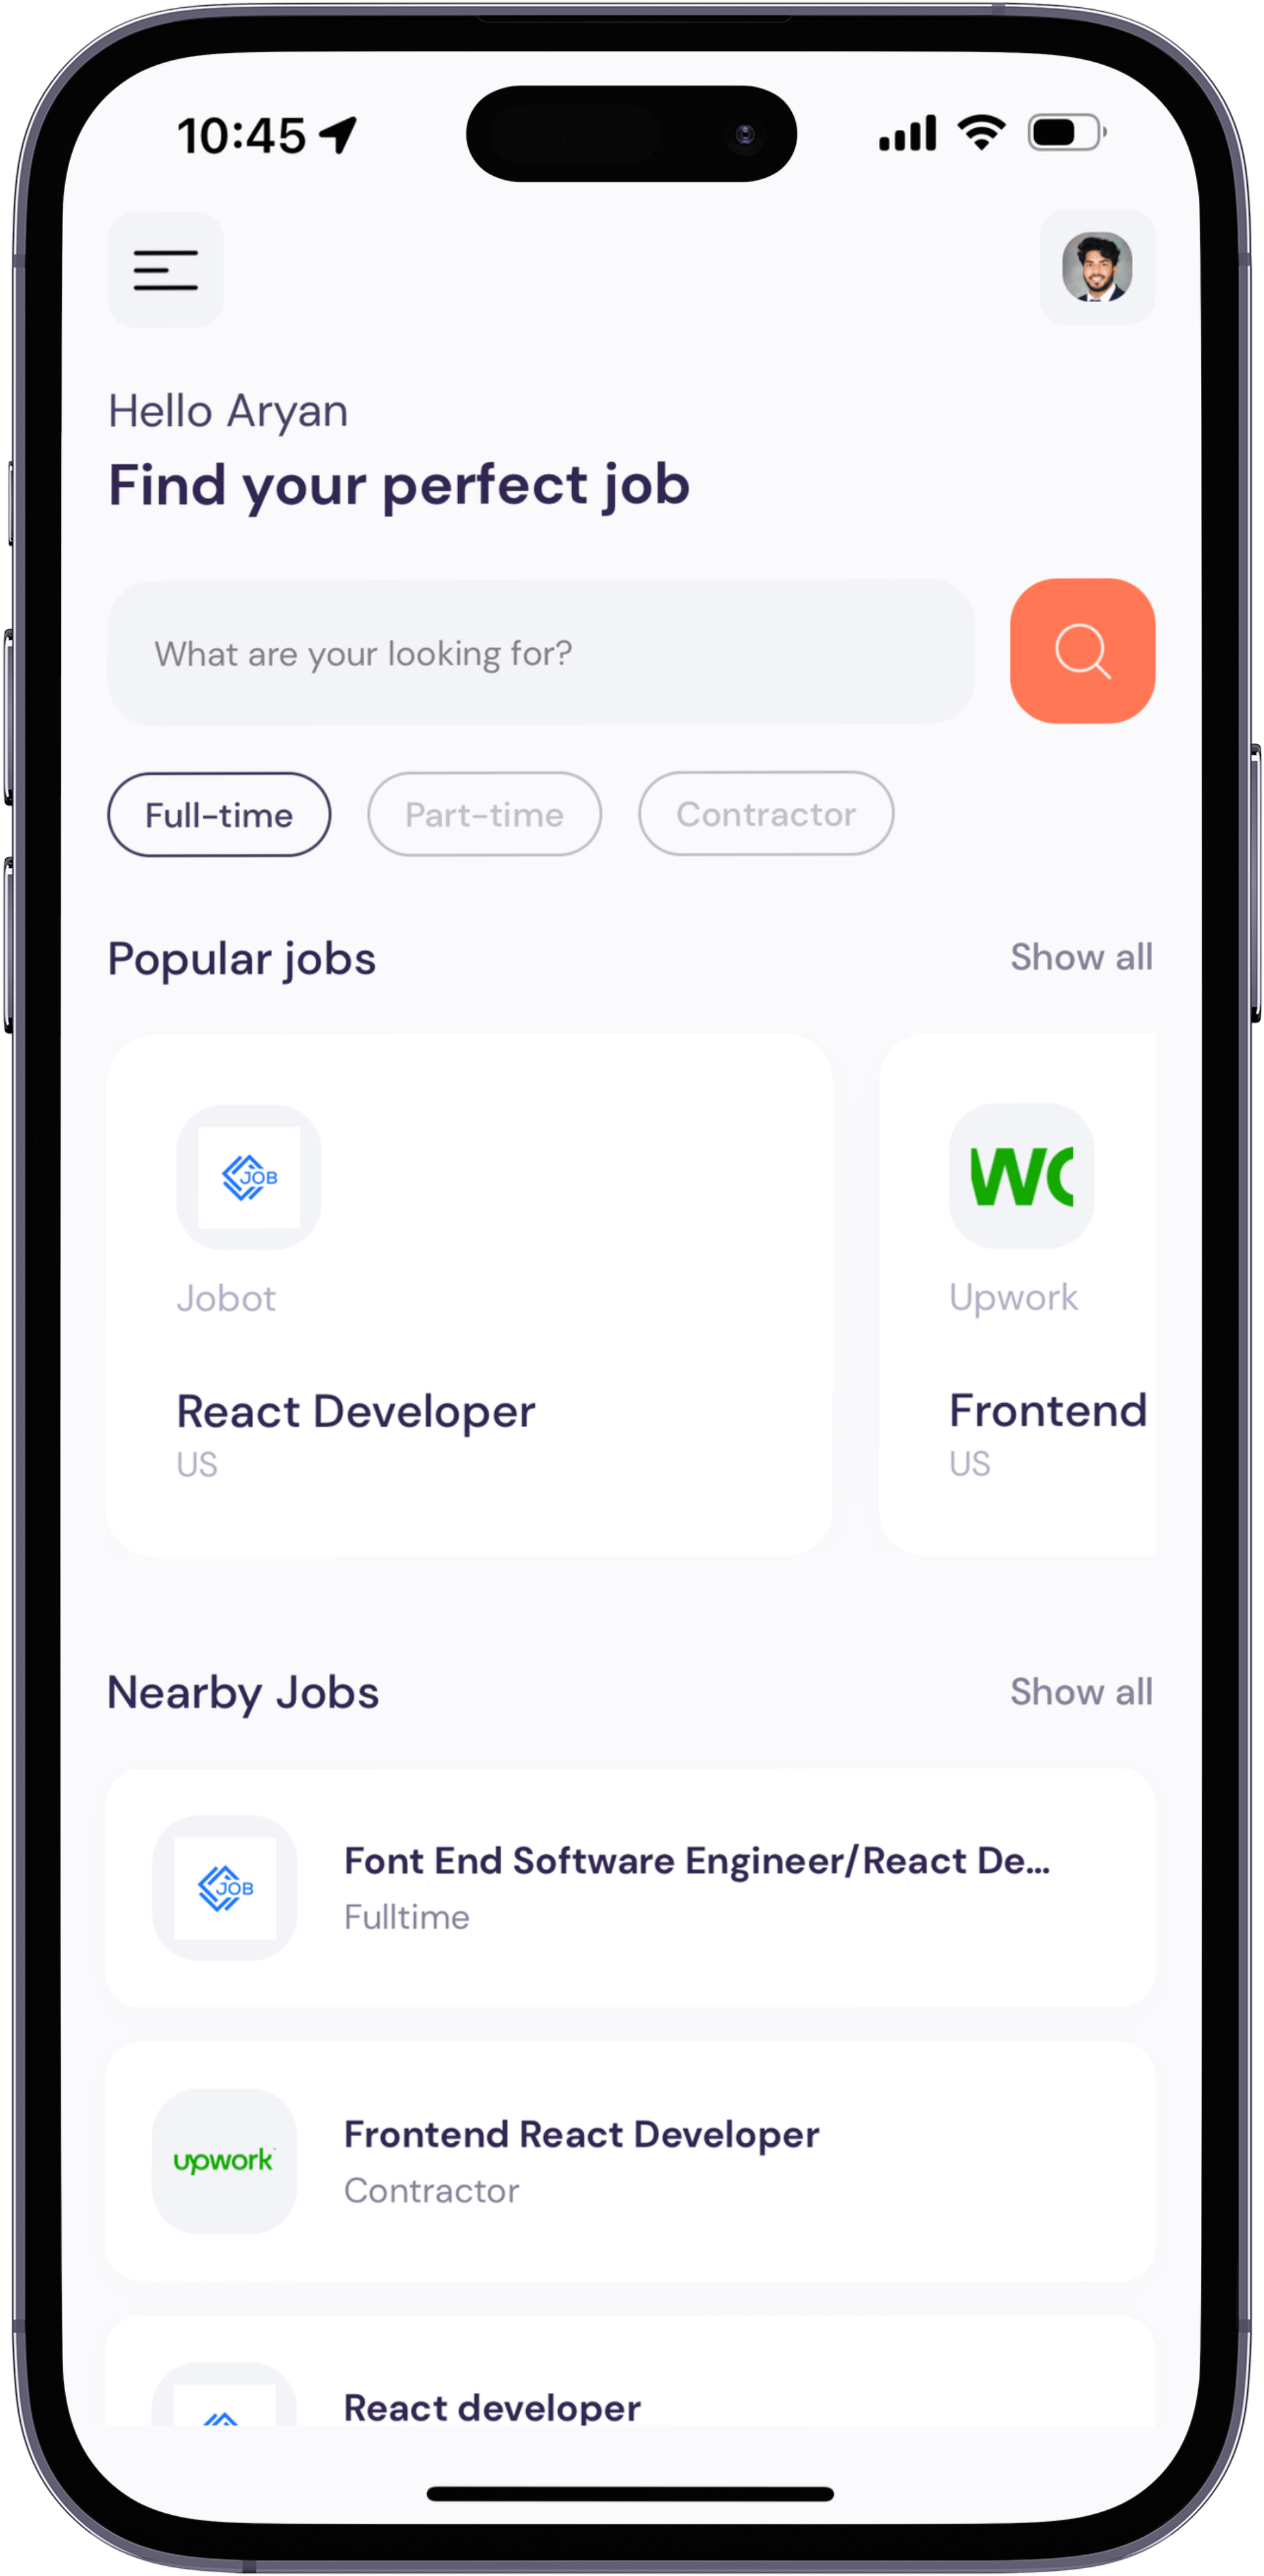 10:45
Hello Aryan
Find your perfect job
What are your looking for?
Full-time
Part-time
Contractor
Popular jobs
Show all
JOB
Jobot
React Developer
US
WO
Upwork
Frontend
US
Nearby Jobs
Show all
JOB
Font End Software Engineer/React De...
Fulltime
upwork
Frontend React Developer
Contractor
React developer